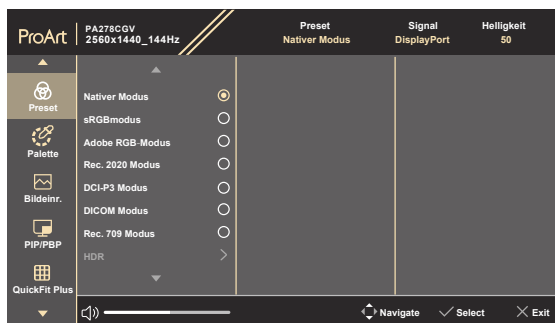 ProArt
PA278CGV
2560x1440_144Hz
Preset
Nativer Modus
Signal
DisplayPort
Helligkeit
50
Preset
Palette
Bildeinr.
PIP/PBP
QuickFit Plus
Nativer Modus
sRGBmodus
Adobe RGB-Modus
Rec. 2020 Modus
DCI-P3 Modus
DICOM Modus
Rec. 709 Modus
HDR
Navigate
Select
Exit